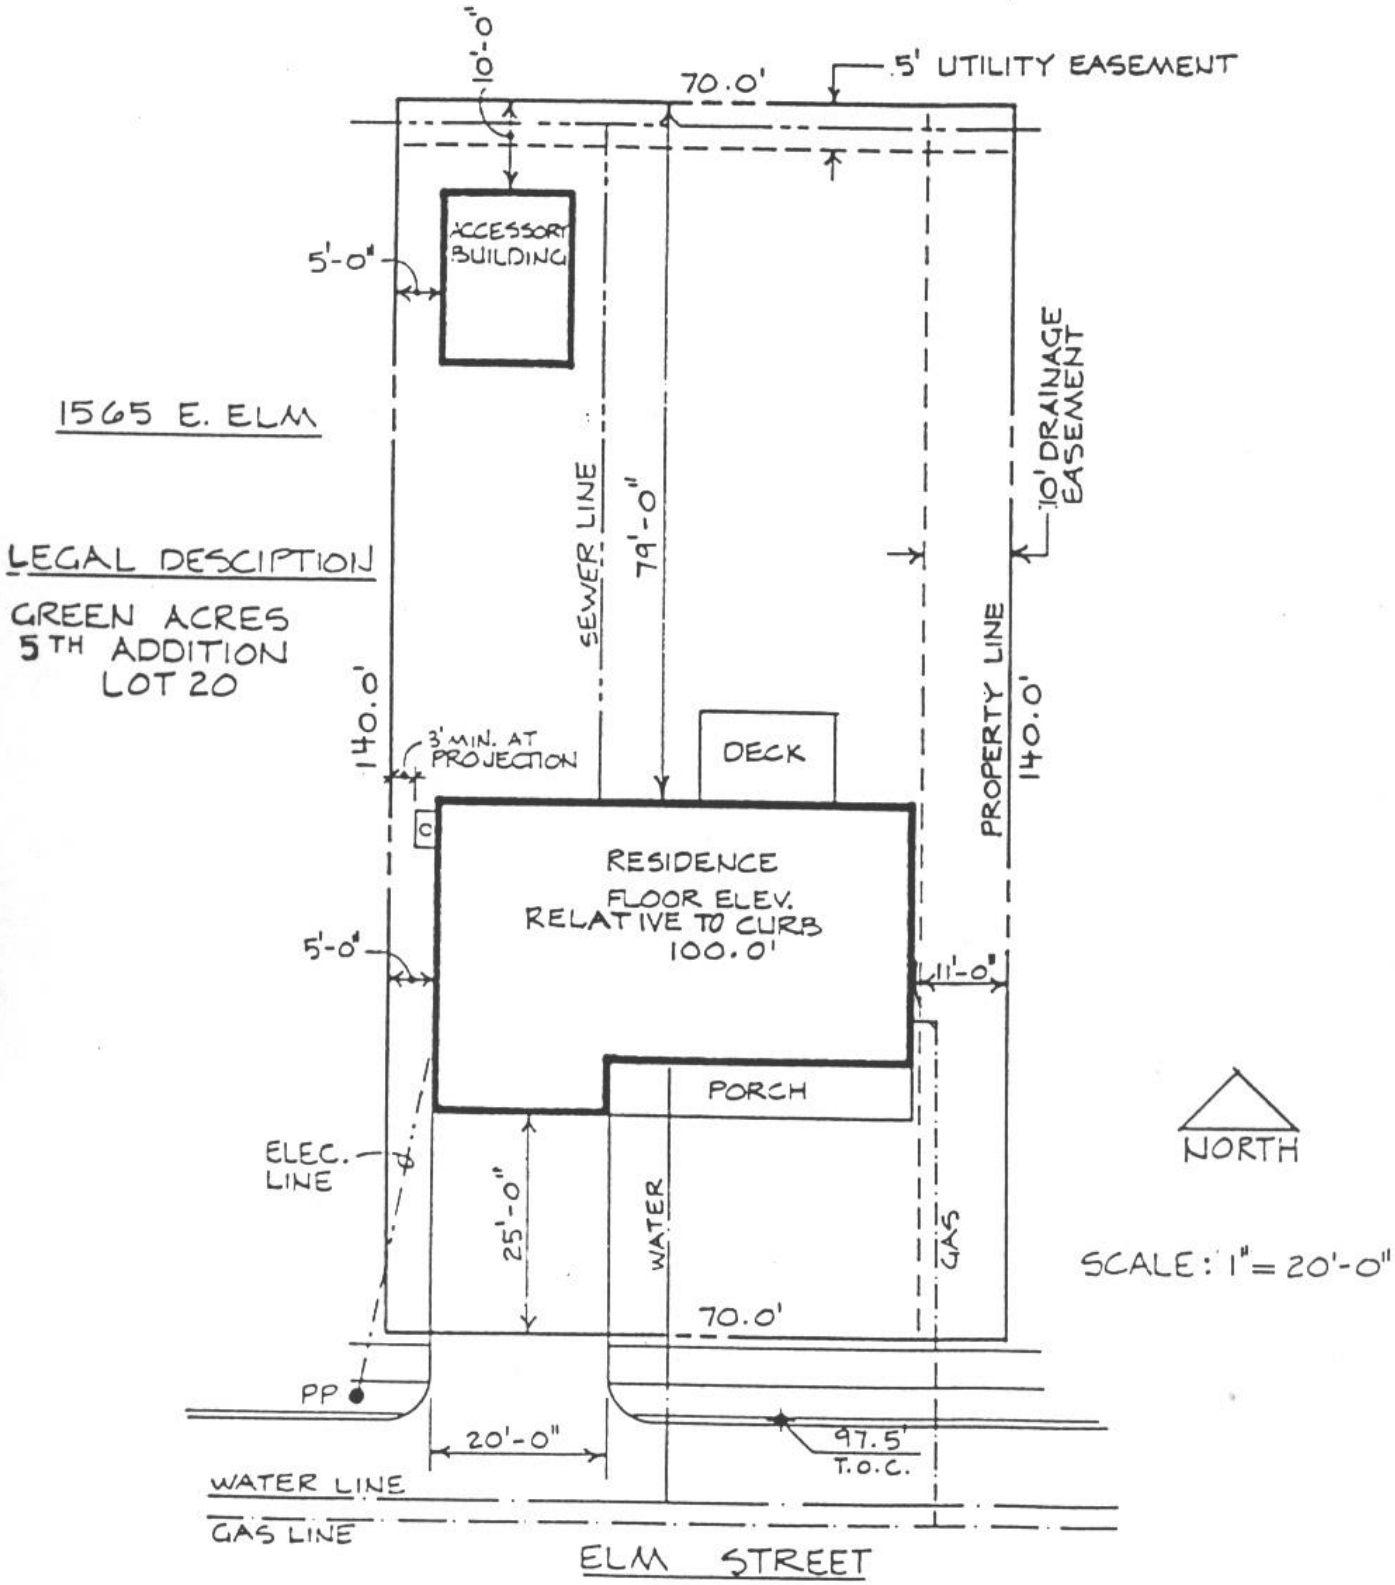 10'-0"
70.0'
5' UTILITY EASEMENT
ACCESSORY
BUILDING
5'-0"
10' DRAINAGE
EASEMENT
1565 E. ELM
SEWER LINE
79'-0"
LEGAL DESCIPTION
GREEN ACRES
5TH ADDITION
LOT 20
140.0'
PROPERTY LINE
140.0'
3' MIN. AT
PROJECTION
DECK
C
RESIDENCE
FLOOR ELEV.
RELATIVE TO CURB
100.0'
5'-0"
11'-0"
PORCH
NORTH
ELEC.
LINE
25'-0"
WATER
GAS
SCALE: 1" = 20'-0"
70.0'
PP
20'-0"
97.5'
T.O.C.
WATER LINE
GAS LINE
ELM STREET